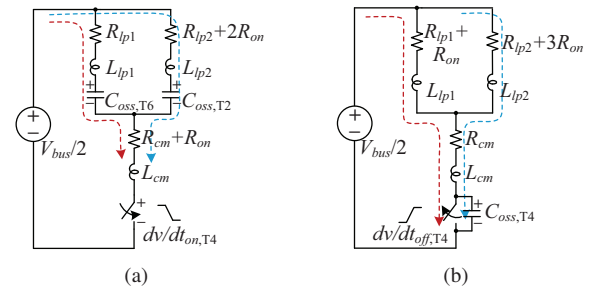 R_lp1
R_lp2+2R_on
L_lp1
L_lp2
+
+
−
−
C_oss,T6
C_oss,T2
+
−
V_bus/2
R_cm+R_on
L_cm
+
−
dv/dt_on,T4
(a)
R_lp1+
R_on
R_lp2+3R_on
L_lp1
L_lp2
+
−
V_bus/2
R_cm
L_cm
+
−
C_oss,T4
dv/dt_off,T4
(b)